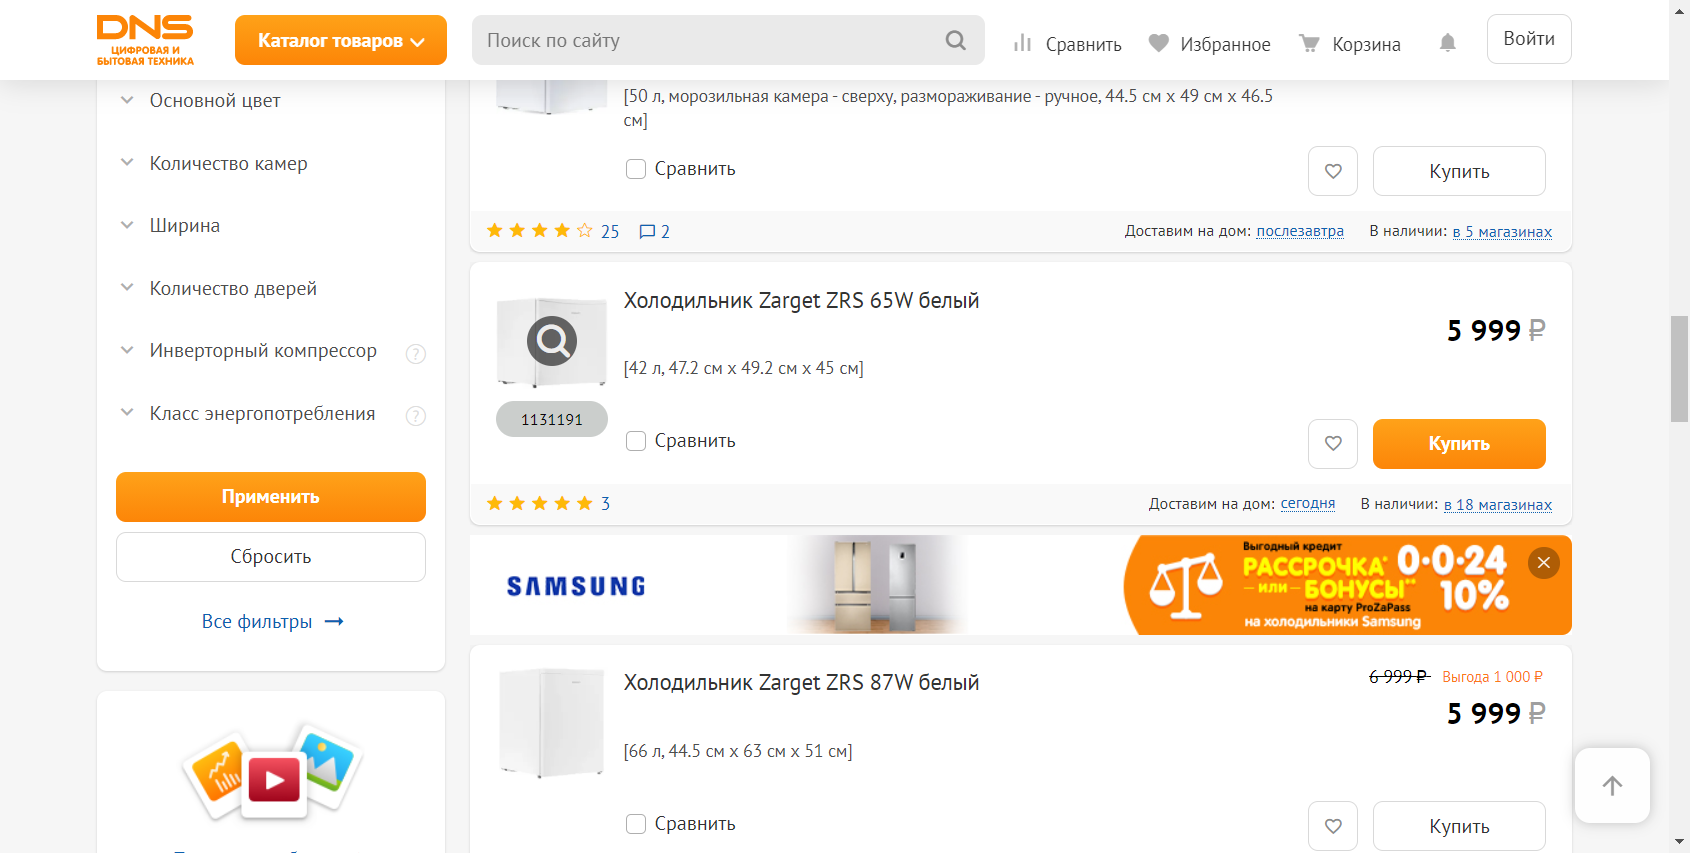 DNS
ЦИФРОВАЯ И
БЫТОВАЯ ТЕХНИКА
Каталог товаров
Поиск по сайту
Сравнить
Избранное
Корзина
Войти
Основной цвет
Количество камер
Ширина
Количество дверей
Инверторный компрессор
?
Класс энергопотребления
?
Применить
Сбросить
Все фильтры →
[50 л, морозильная камера - сверху, размораживание - ручное, 44.5 см х 49 см х 46.5
см]
Сравнить
Купить
25
2
Доставим на дом: послезавтра
В наличии: в 5 магазинах
Холодильник Zarget ZRS 65W белый
5 999 ₽
[42 л, 47.2 см х 49.2 см х 45 см]
1131191
Сравнить
Купить
3
Доставим на дом: сегодня
В наличии: в 18 магазинах
SAMSUNG
Выгодный кредит
РАССРОЧКА* 0-0-24
– или – БОНУСЫ** 10%
на карту ProZaPass
на холодильники Samsung
Холодильник Zarget ZRS 87W белый
6 999 ₽
Выгода 1 000 ₽
5 999 ₽
[66 л, 44.5 см х 63 см х 51 см]
Сравнить
Купить